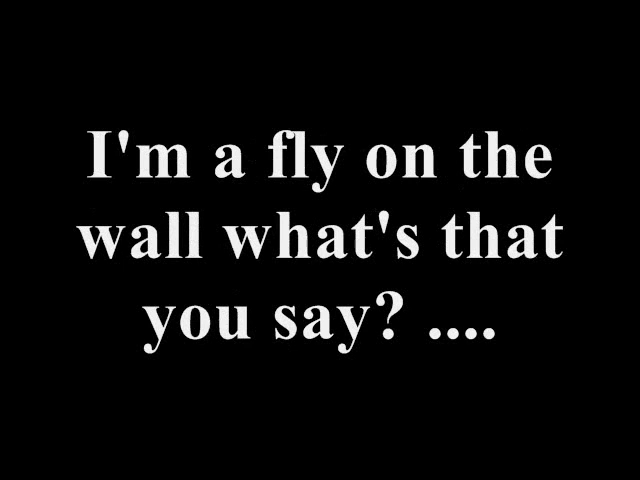 I'm a fly on the
wall what's that
you say? ....